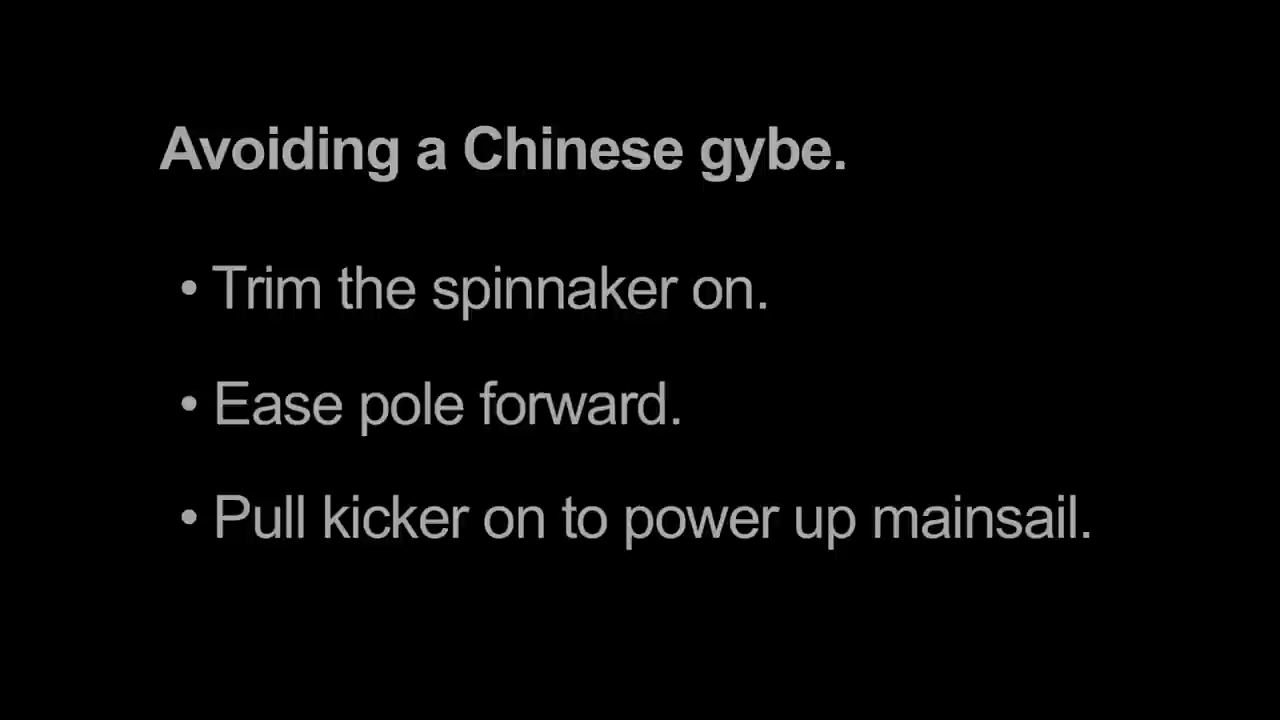 Avoiding a Chinese gybe.
• Trim the spinnaker on.
• Ease pole forward.
• Pull kicker on to power up mainsail.